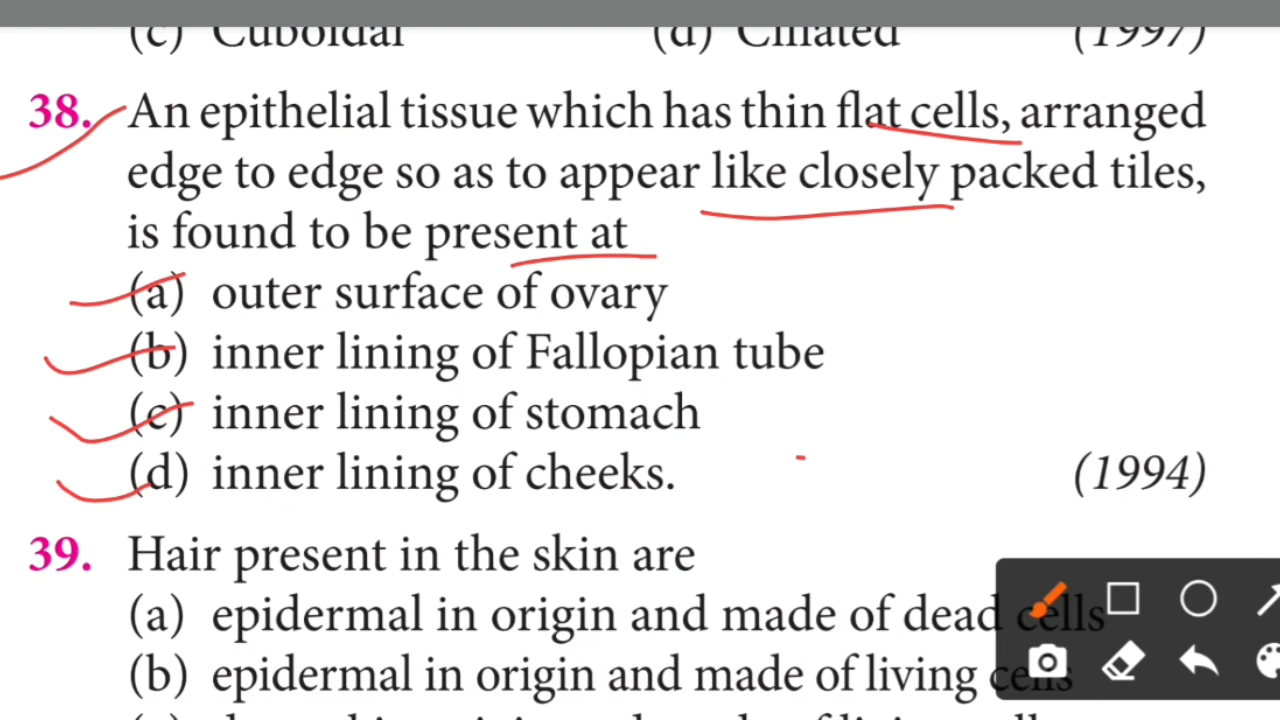 (c) Cuboidal (d) Ciliated (1997)
38. An epithelial tissue which has thin flat cells, arranged
edge to edge so as to appear like closely packed tiles,
is found to be present at
(a) outer surface of ovary
(b) inner lining of Fallopian tube
(c) inner lining of stomach
(d) inner lining of cheeks. (1994)
39. Hair present in the skin are
(a) epidermal in origin and made of dead cells
(b) epidermal in origin and made of living cells